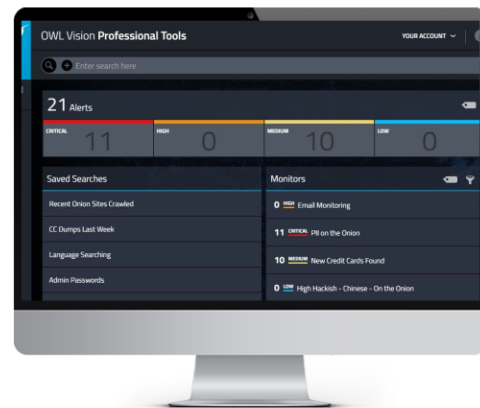 OWL Vision Professional Tools
YOUR ACCOUNT
Enter search here
21 Alerts
CRITICAL 11
HIGH 0
MEDIUM 10
LOW 0
Saved Searches
Recent Onion Sites Crawled
CC Dumps Last Week
Language Searching
Admin Passwords
Monitors
0 HIGH Email Monitoring
11 CRITICAL PII on the Onion
10 MEDIUM New Credit Cards Found
0 LOW High Hackish - Chinese - On the Onion